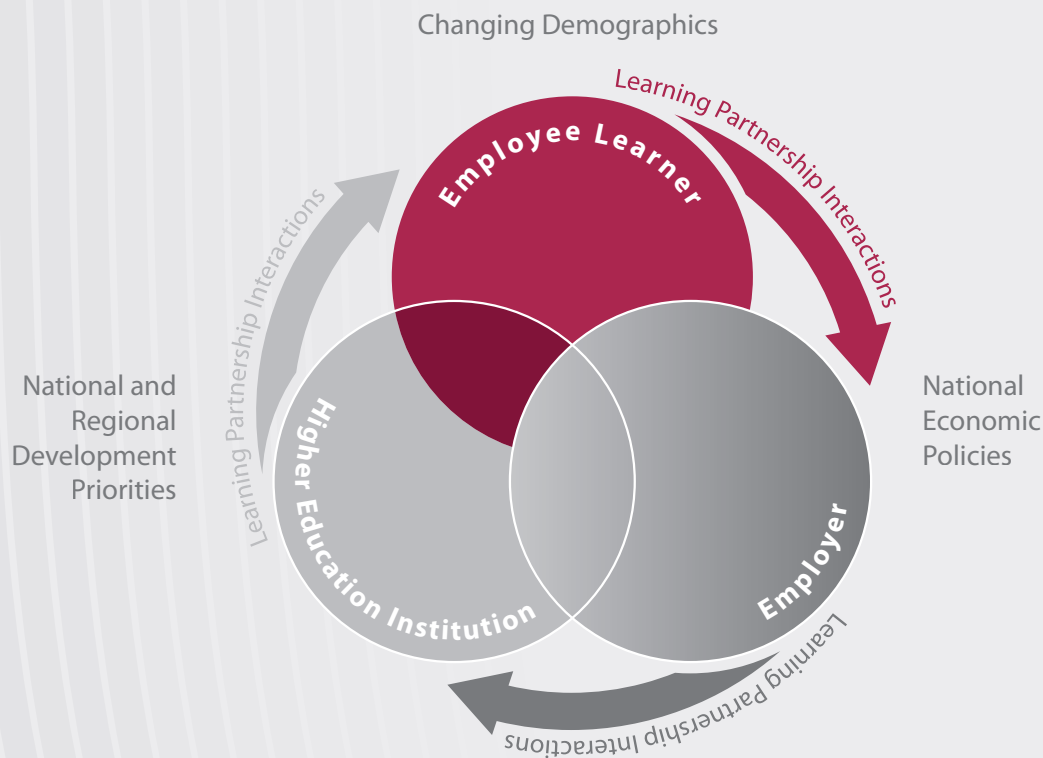 Changing Demographics
Learning Partnership Interactions
Employee Learner
Learning Partnership Interactions
National and
Regional
Development
Priorities
National
Economic
Policies
Higher Education Institution
Employer
Learning Partnership Interactions